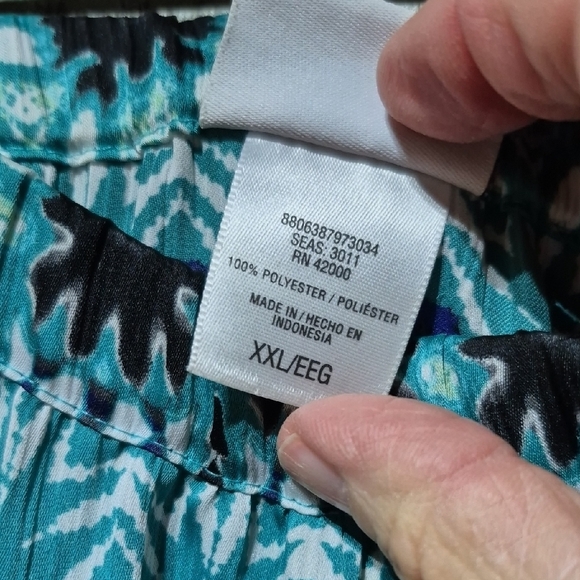 8806387973034
SEAS: 3011
RN 42000
100% POLYESTER / POLIÉSTER
MADE IN / HECHO EN
INDONESIA
XXL/EEG